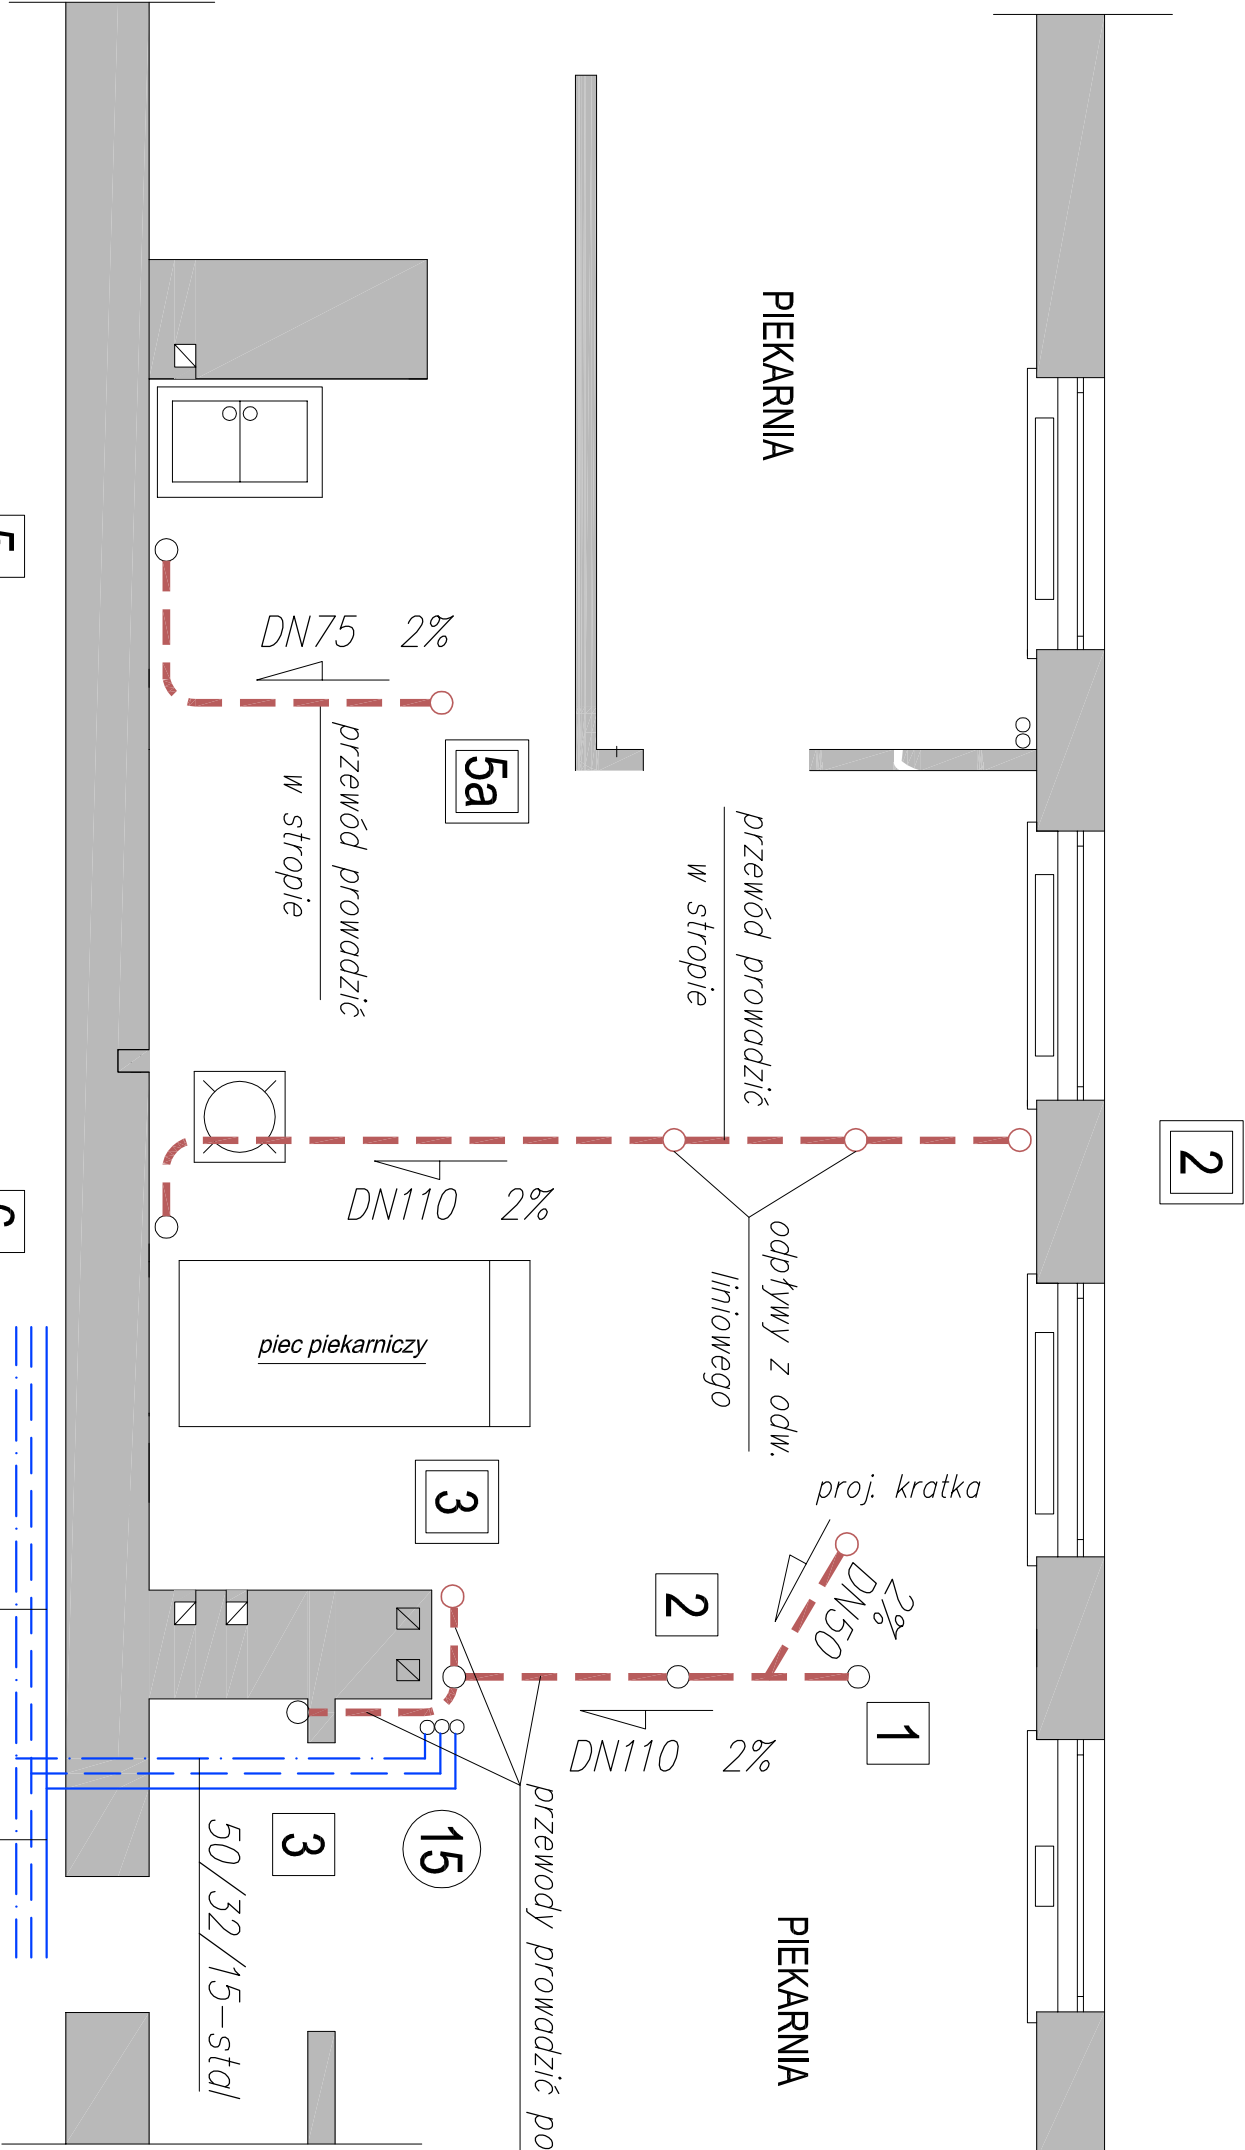 PIEKARNIA
DN75 2%
przewód prowadzić
w stropie
5a
przewód prowadzić
w stropie
2
DN110 2%
odpływy z odw.
liniowego
piec piekarniczy
proj. kratka
2%
DN50
3
2
1
DN110 2%
3
15
50/32/15-stal
przewody prowadzić po
PIEKARNIA